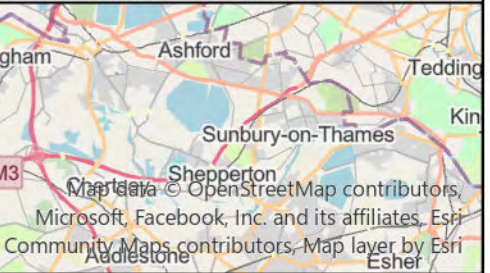 gham
Ashford
Tedding
Kin
Sunbury-on-Thames
M3
Shepperton
Chertsey
Map data © OpenStreetMap contributors,
Microsoft, Facebook, Inc. and its affiliates, Esri
Community Maps contributors, Map layer by Esri
Addlestone
Esher